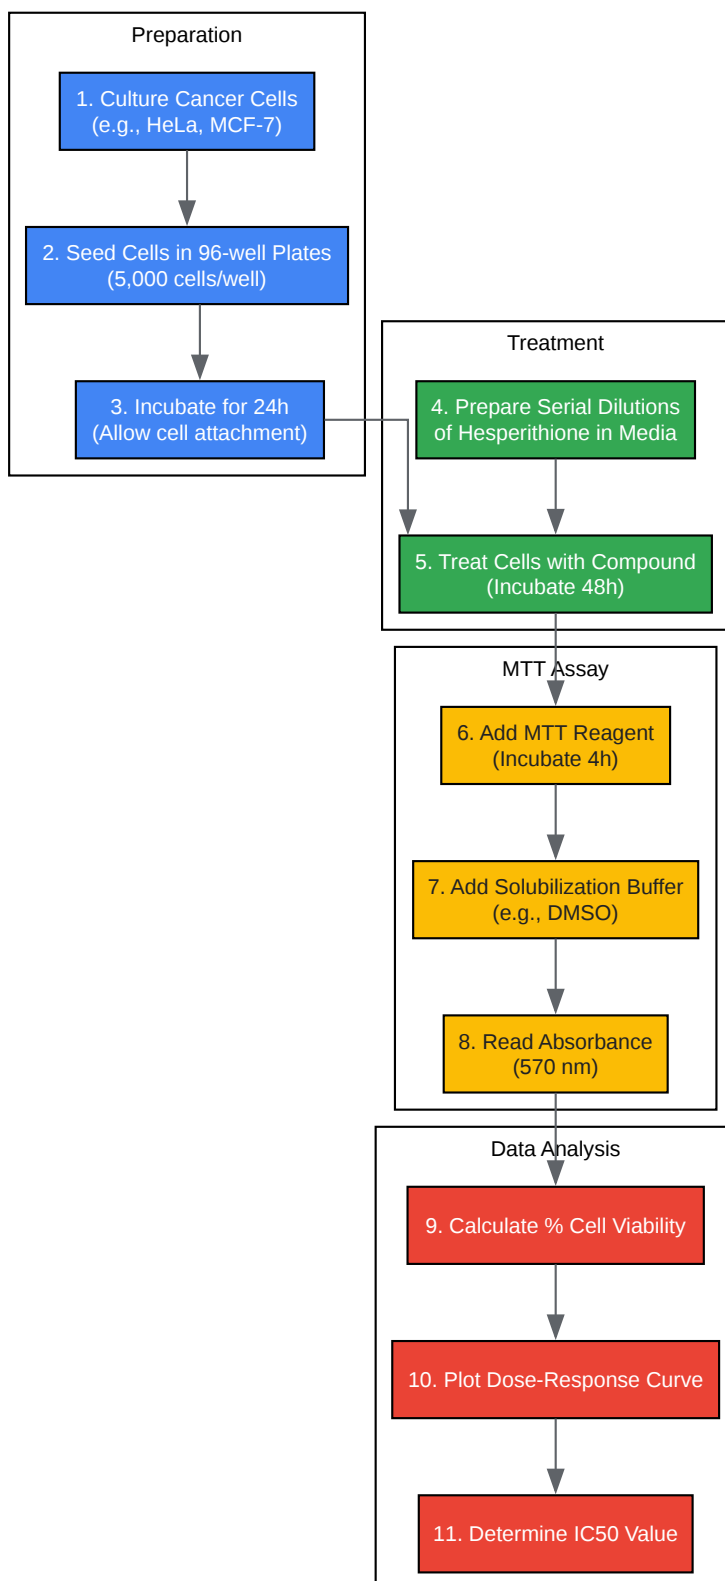 Preparation
1. Culture Cancer Cells
(e.g., HeLa, MCF-7)
2. Seed Cells in 96-well Plates
(5,000 cells/well)
3. Incubate for 24h
(Allow cell attachment)
Treatment
4. Prepare Serial Dilutions
of Hesperithione in Media
5. Treat Cells with Compound
(Incubate 48h)
MTT Assay
6. Add MTT Reagent
(Incubate 4h)
7. Add Solubilization Buffer
(e.g., DMSO)
8. Read Absorbance
(570 nm)
Data Analysis
9. Calculate % Cell Viability
10. Plot Dose-Response Curve
11. Determine IC50 Value